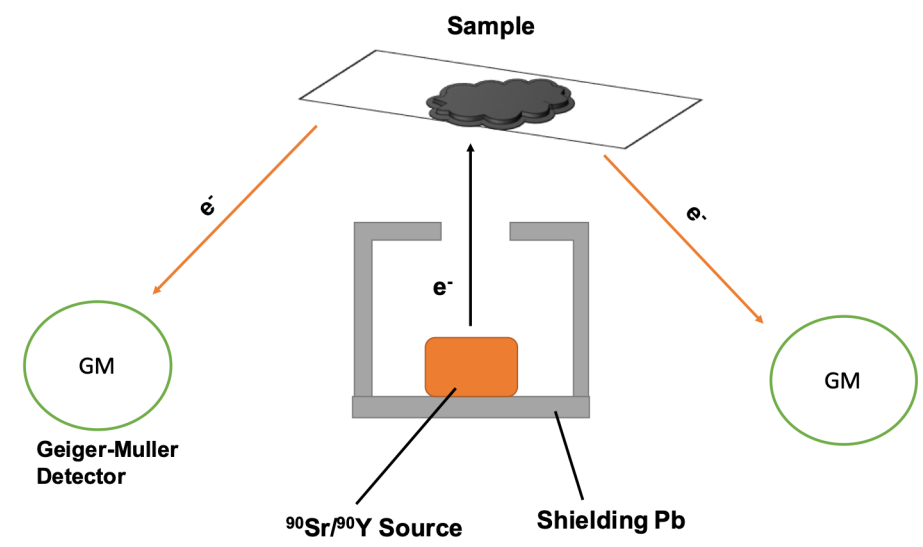 Sample
e-
e-
e-
GM
GM
Geiger-Muller
Detector
⁹⁰Sr/⁹⁰Y Source
Shielding Pb